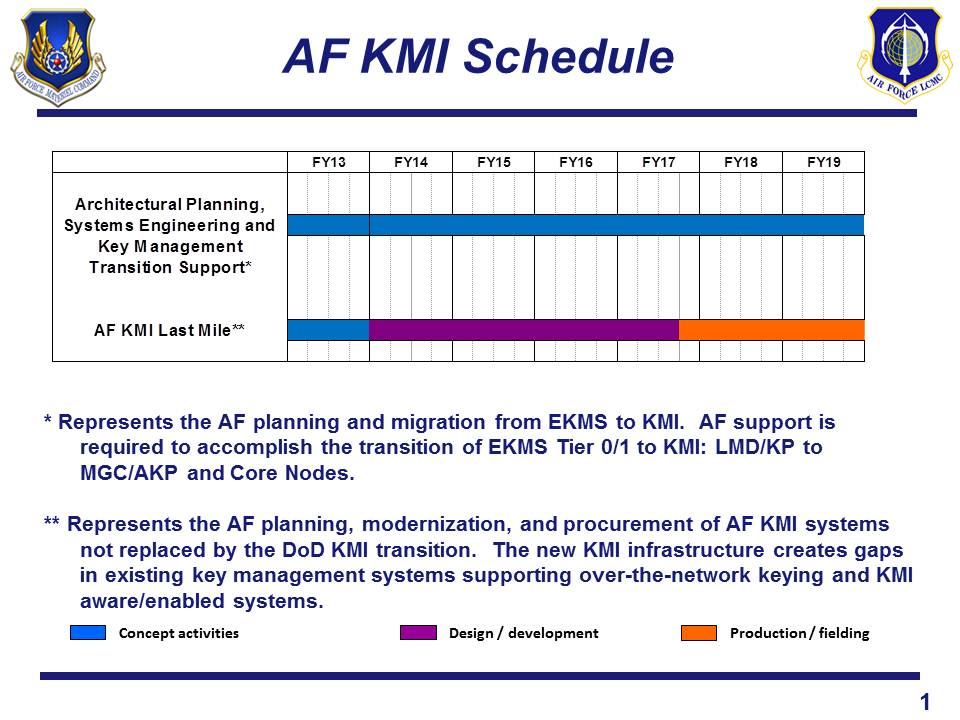 AF KMI Schedule
AIR FORCE MATERIEL COMMAND
AIR FORCE LCMC
FY13 FY14 FY15 FY16 FY17 FY18 FY19
Architectural Planning,
Systems Engineering and
Key Management
Transition Support*
AF KMI Last Mile**
* Represents the AF planning and migration from EKMS to KMI. AF support is
required to accomplish the transition of EKMS Tier 0/1 to KMI: LMD/KP to
MGC/AKP and Core Nodes.
** Represents the AF planning, modernization, and procurement of AF KMI systems
not replaced by the DoD KMI transition. The new KMI infrastructure creates gaps
in existing key management systems supporting over-the-network keying and KMI
aware/enabled systems.
Concept activities Design / development Production / fielding
1